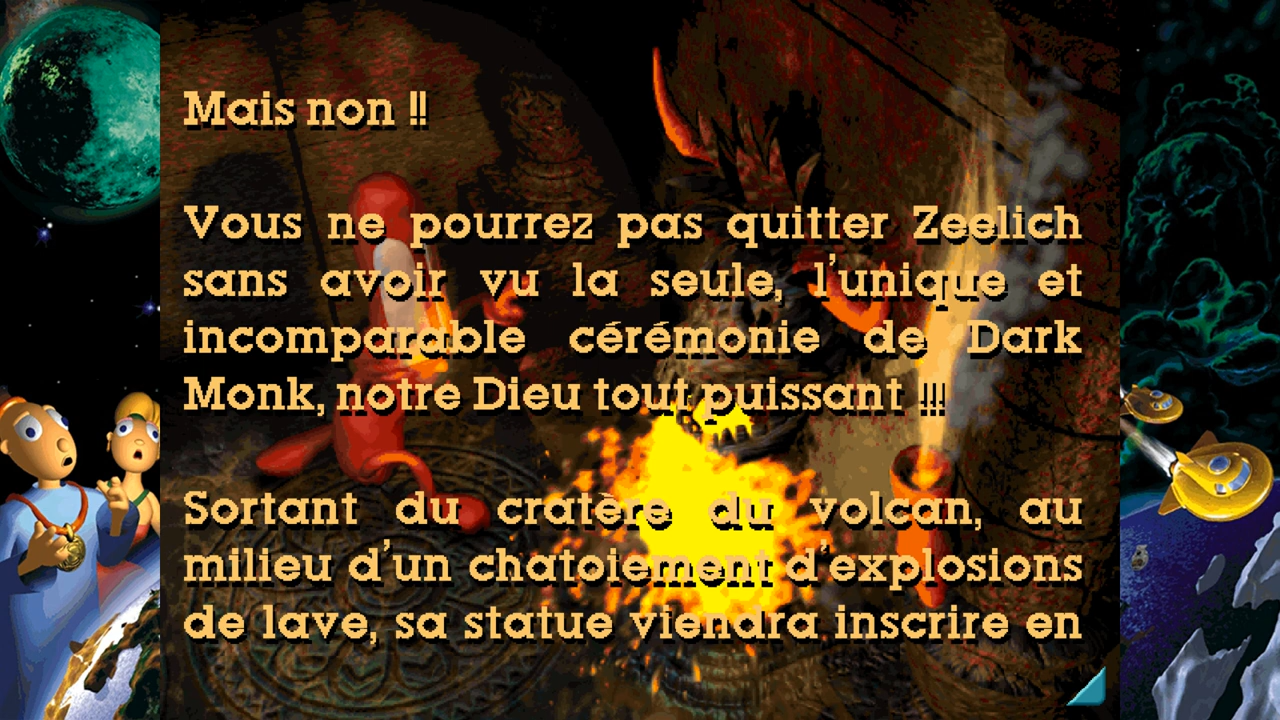 Mais non !!
Vous ne pourrez pas quitter Zeelich
sans avoir vu la seule, l'unique et
incomparable cérémonie de Dark
Monk, notre Dieu tout puissant !!!
Sortant du cratère du volcan, au
milieu d'un chatoiement d'explosions
de lave, sa statue viendra inscrire en